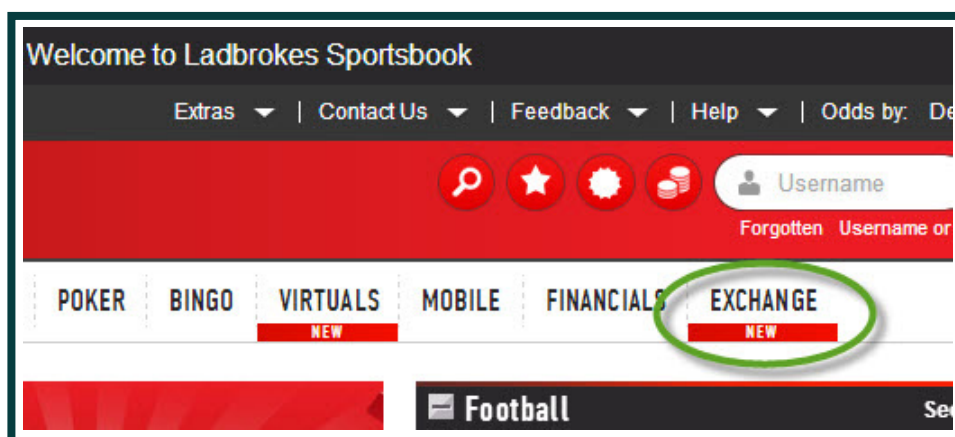 Welcome to Ladbrokes Sportsbook
Extras | Contact Us | Feedback | Help | Odds by:
Username
Forgotten Username or
POKER BINGO VIRTUALS MOBILE FINANCIALS EXCHANGE
NEW NEW
Football